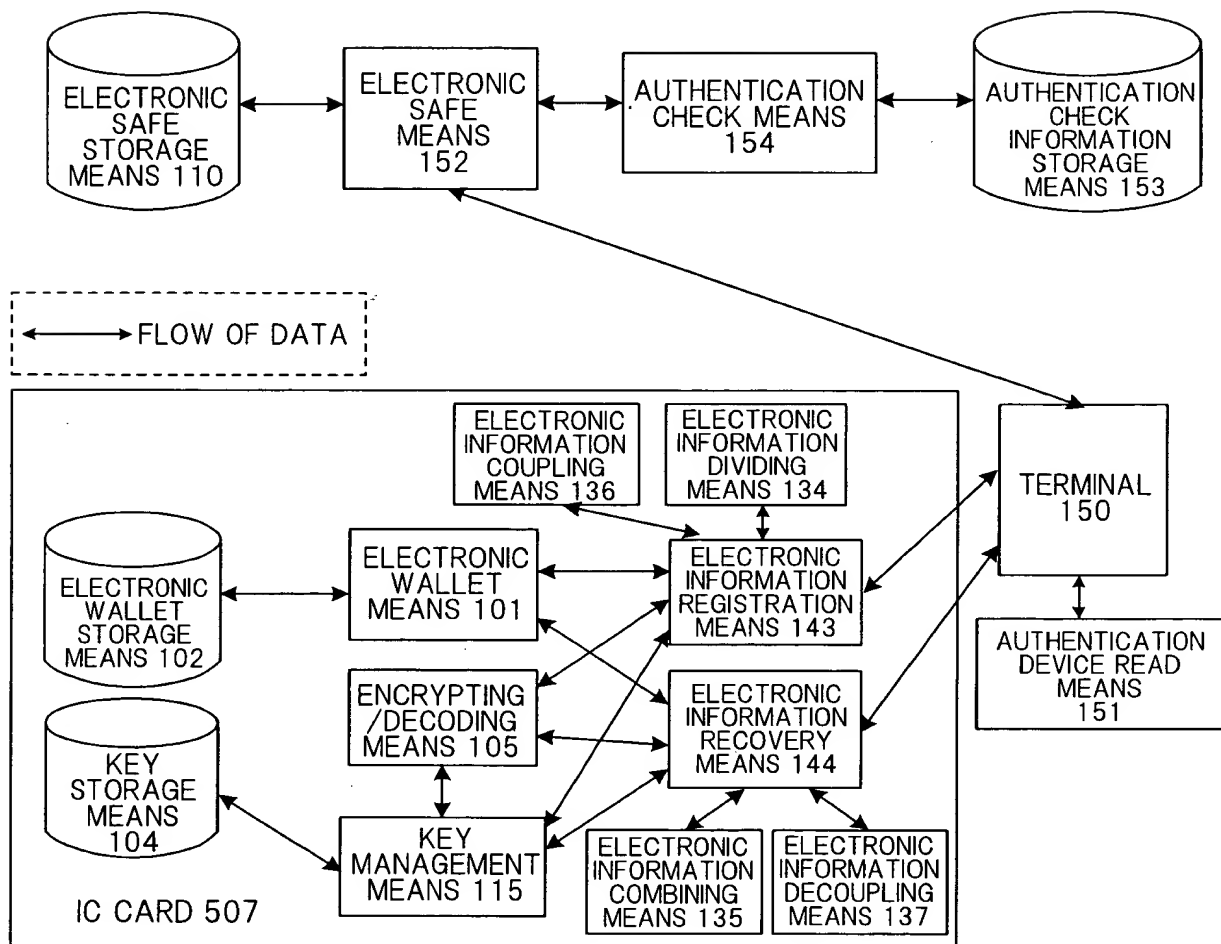 ELECTRONIC
SAFE
STORAGE
MEANS 110
ELECTRONIC
SAFE
MEANS
152
AUTHENTICATION
CHECK MEANS
154
AUTHENTICATION
CHECK
INFORMATION
STORAGE
MEANS 153
FLOW OF DATA
ELECTRONIC
INFORMATION
COUPLING
MEANS 136
ELECTRONIC
INFORMATION
DIVIDING
MEANS 134
TERMINAL
150
ELECTRONIC
WALLET
STORAGE
MEANS 102
ELECTRONIC
WALLET
MEANS 101
ELECTRONIC
INFORMATION
REGISTRATION
MEANS 143
AUTHENTICATION
DEVICE READ
MEANS
151
ENCRYPTING
/DECODING
MEANS 105
ELECTRONIC
INFORMATION
RECOVERY
MEANS 144
KEY
STORAGE
MEANS
104
KEY
MANAGEMENT
MEANS 115
ELECTRONIC
INFORMATION
COMBINING
MEANS 135
ELECTRONIC
INFORMATION
DECOUPLING
MEANS 137
IC CARD 507